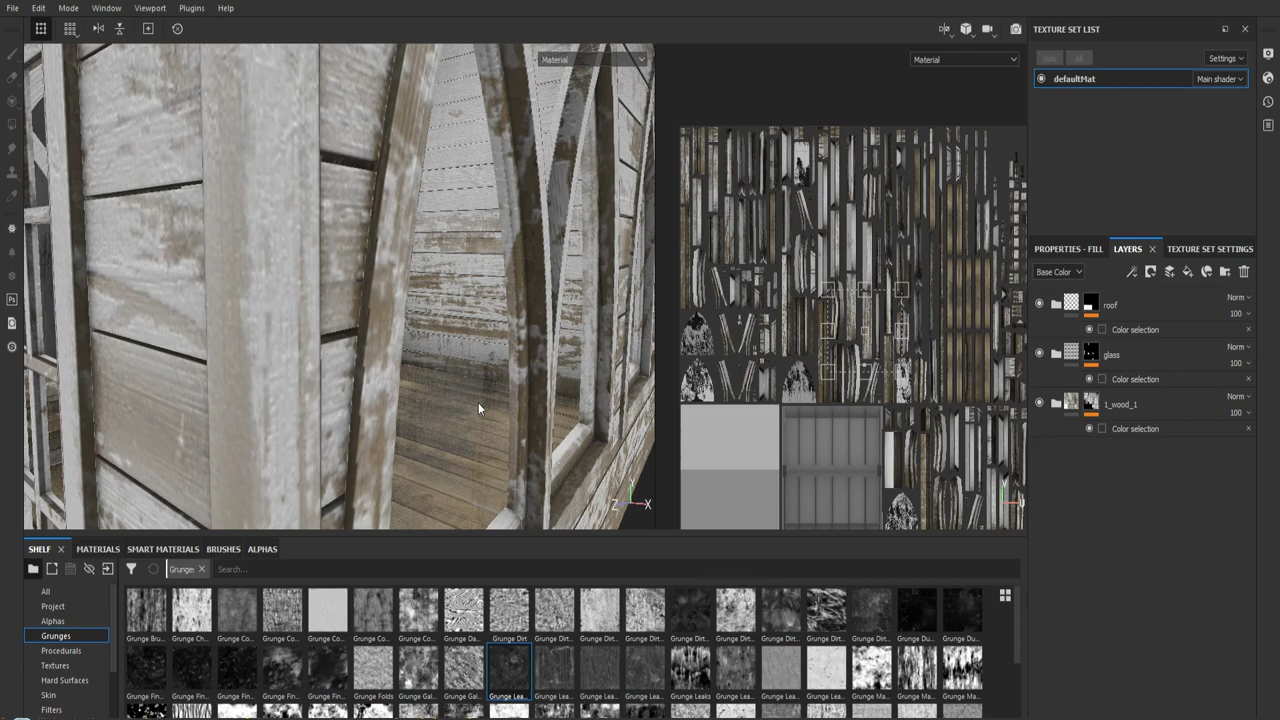 File Edit Mode Window Viewport Plugins Help
Material
Material
TEXTURE SET LIST
Solo All Settings
defaultMat Main shader
PROPERTIES - FILL LAYERS TEXTURE SET SETTINGS
Base Color
roof Norm 100
Color selection
glass Norm 100
Color selection
1_wood_1 Norm 100
Color selection
Z X
SHELF MATERIALS SMART MATERIALS BRUSHES ALPHAS
Grunge Search...
All
Project
Alphas
Grunges
Procedurals
Textures
Hard Surfaces
Skin
Filters
Grunge Bru... Grunge Ch... Grunge Co... Grunge Co... Grunge Co... Grunge Co... Grunge Co... Grunge Da... Grunge Dirt Grunge Dirt... Grunge Dirt... Grunge Dirt... Grunge Dirt... Grunge Dirt... Grunge Dirt... Grunge Dirt... Grunge Dirt... Grunge Du... Grunge Du...
Grunge Fin... Grunge Fin... Grunge Fin... Grunge Fin... Grunge Fin... Grunge Folds Grunge Gal... Grunge Gal... Grunge Lea... Grunge Lea... Grunge Lea... Grunge Lea... Grunge Leaks Grunge Lea... Grunge Lea... Grunge Lea... Grunge Ma... Grunge Ma... Grunge Ma...